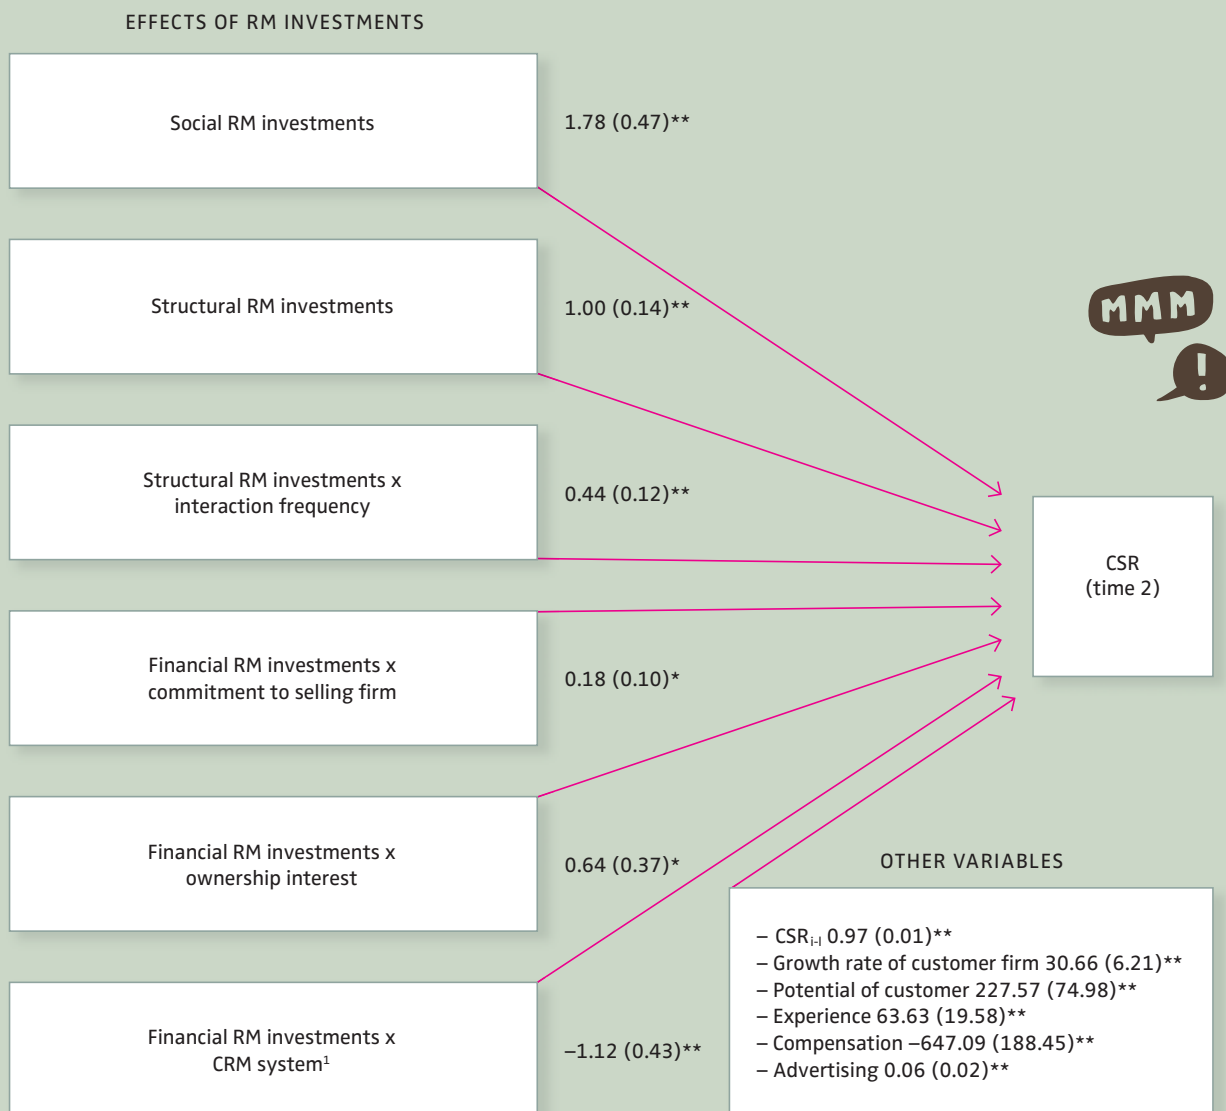 EFFECTS OF RM INVESTMENTS
Social RM investments
1.78 (0.47)**
Structural RM investments
1.00 (0.14)**
MMM
!
Structural RM investments x
interaction frequency
0.44 (0.12)**
CSR
(time 2)
Financial RM investments x
commitment to selling firm
0.18 (0.10)*
Financial RM investments x
ownership interest
0.64 (0.37)*
Financial RM investments x
CRM system¹
–1.12 (0.43)**
OTHER VARIABLES
– CSRi-l 0.97 (0.01)**
– Growth rate of customer firm 30.66 (6.21)**
– Potential of customer 227.57 (74.98)**
– Experience 63.63 (19.58)**
– Compensation –647.09 (188.45)**
– Advertising 0.06 (0.02)**